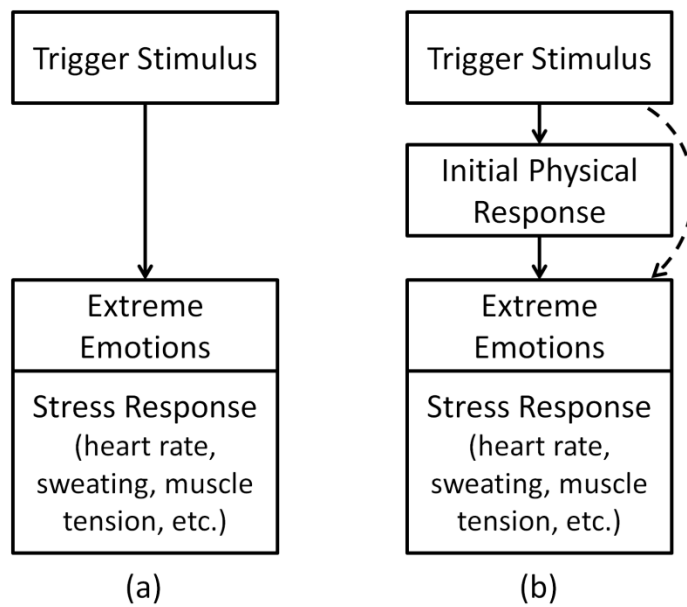 Trigger Stimulus
Extreme
Emotions
Stress Response
(heart rate,
sweating, muscle
tension, etc.)
(a)
Trigger Stimulus
Initial Physical
Response
Extreme
Emotions
Stress Response
(heart rate,
sweating, muscle
tension, etc.)
(b)